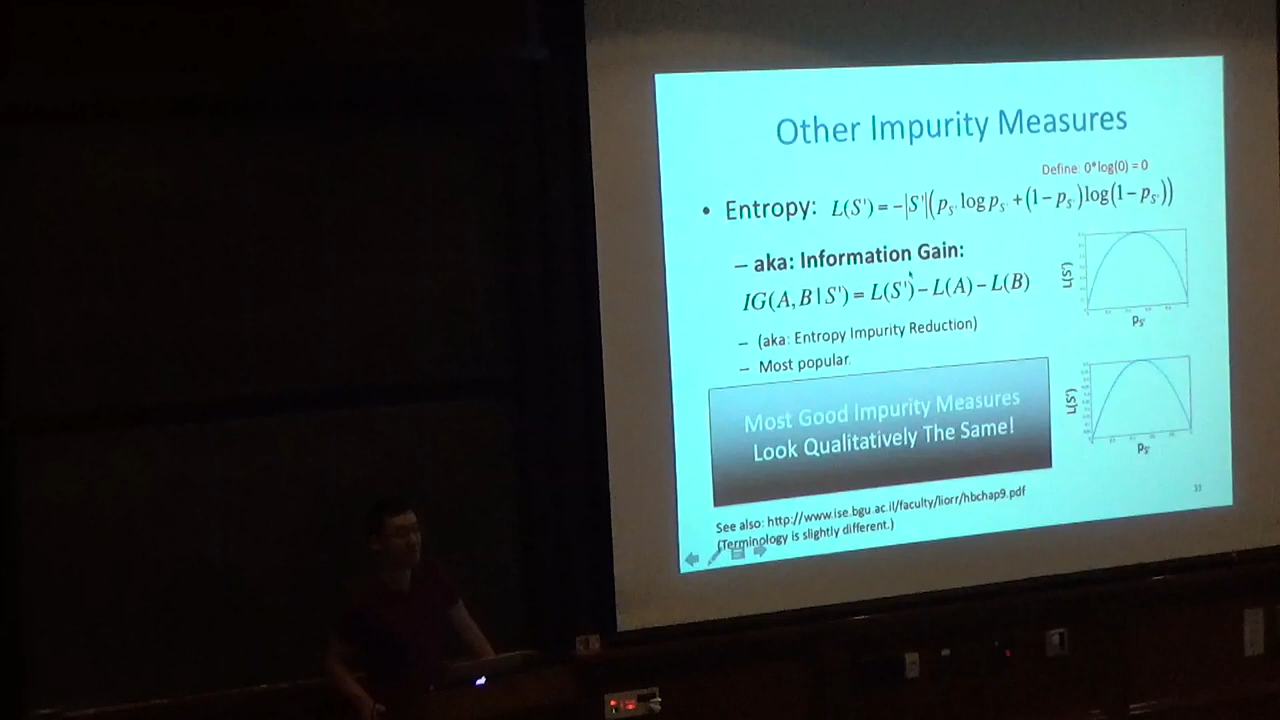 Other Impurity Measures
Define: 0*log(0) = 0
• Entropy: L(S') = −|S'|(p_S' log p_S' + (1 − p_S') log(1 − p_S'))
– aka: Information Gain:
IG(A, B | S') = L(S') − L(A) − L(B)
– (aka: Entropy Impurity Reduction)
– Most popular.
Most Good Impurity Measures
Look Qualitatively The Same!
L(S')
p_S'
L(S')
p_S'
See also: http://www.ise.bgu.ac.il/faculty/liorr/hbchap9.pdf
(Terminology is slightly different.)